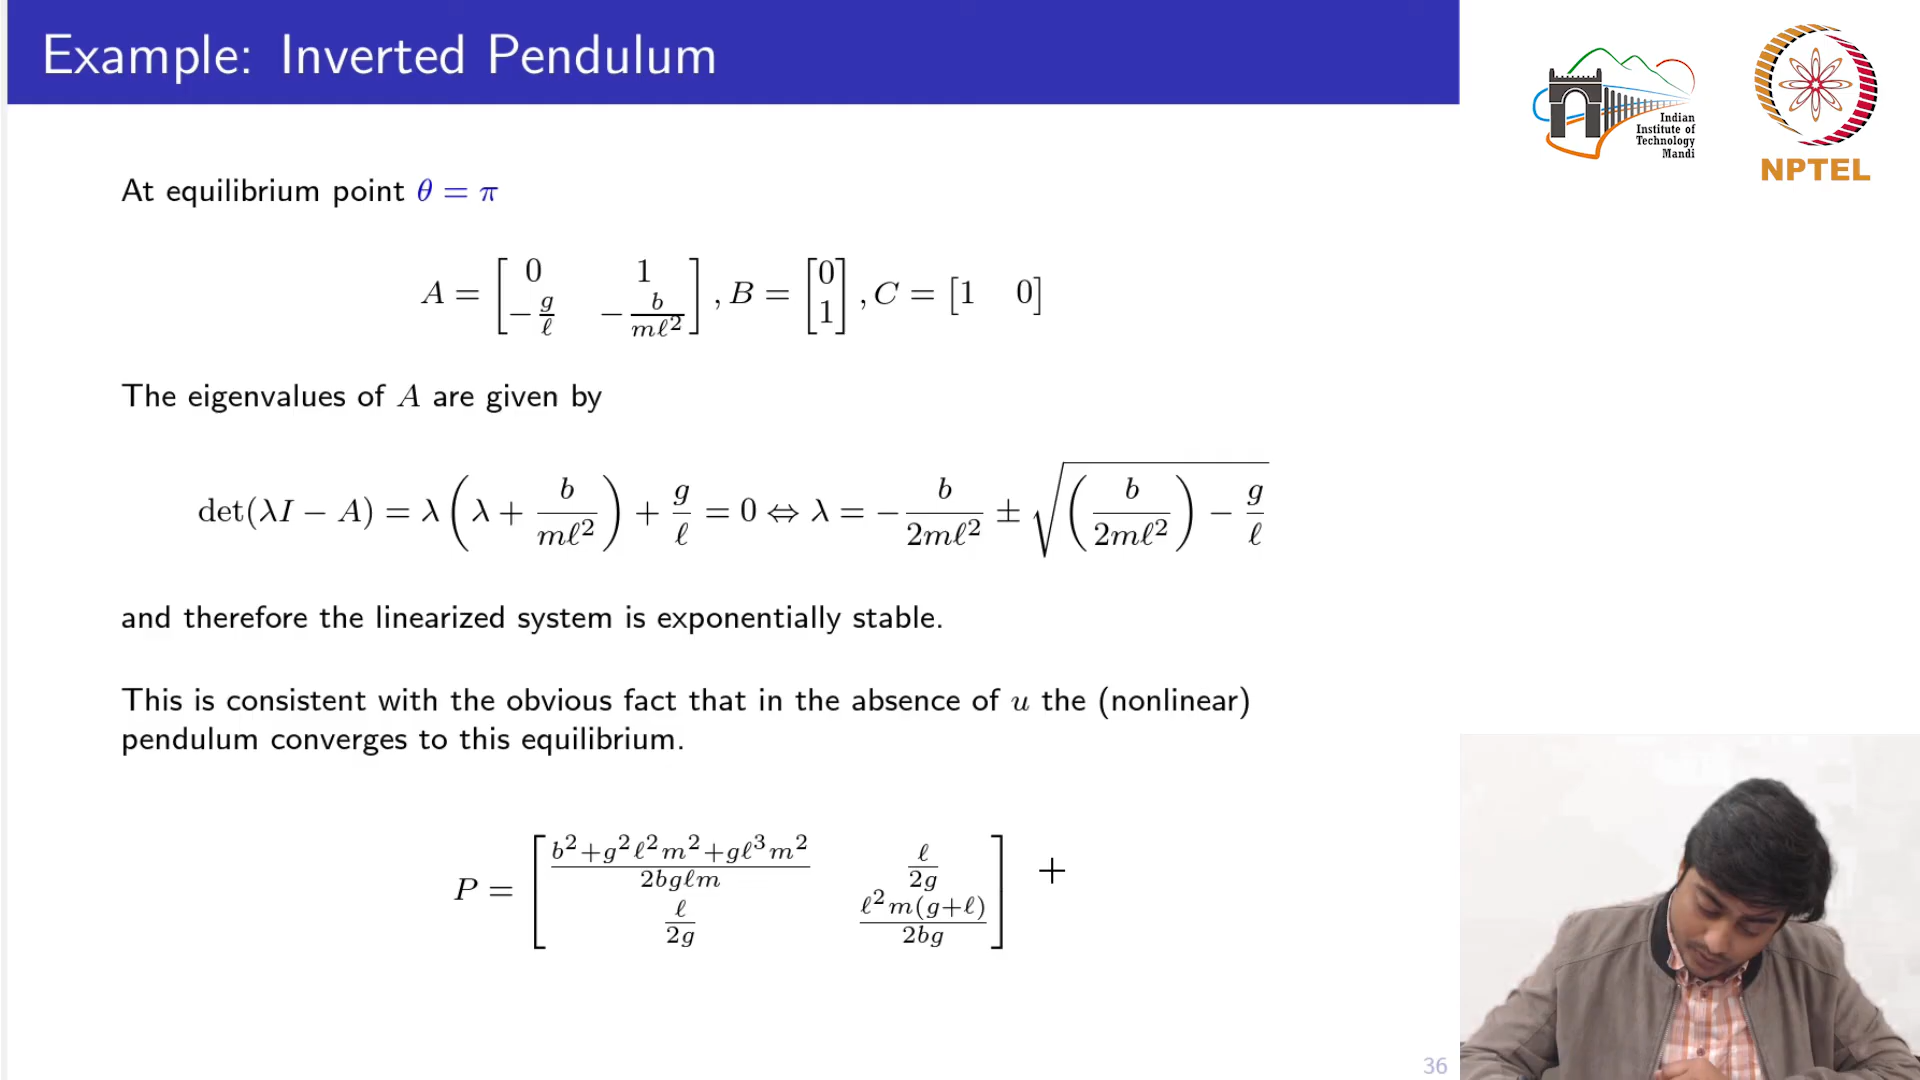 Example: Inverted Pendulum
Indian
Institute of
Technology
Mandi
NPTEL
At equilibrium point θ = π
A = [0 1; −g/ℓ −b/mℓ²], B = [0; 1], C = [1 0]
The eigenvalues of A are given by
det(λI − A) = λ(λ + b/mℓ²) + g/ℓ = 0 ⇔ λ = −b/2mℓ² ± √((b/2mℓ²) − g/ℓ)
and therefore the linearized system is exponentially stable.
This is consistent with the obvious fact that in the absence of u the (nonlinear)
pendulum converges to this equilibrium.
P = [(b²+g²ℓ²m²+gℓ³m²)/2bgℓm ℓ/2g; ℓ/2g ℓ²m(g+ℓ)/2bg]
36